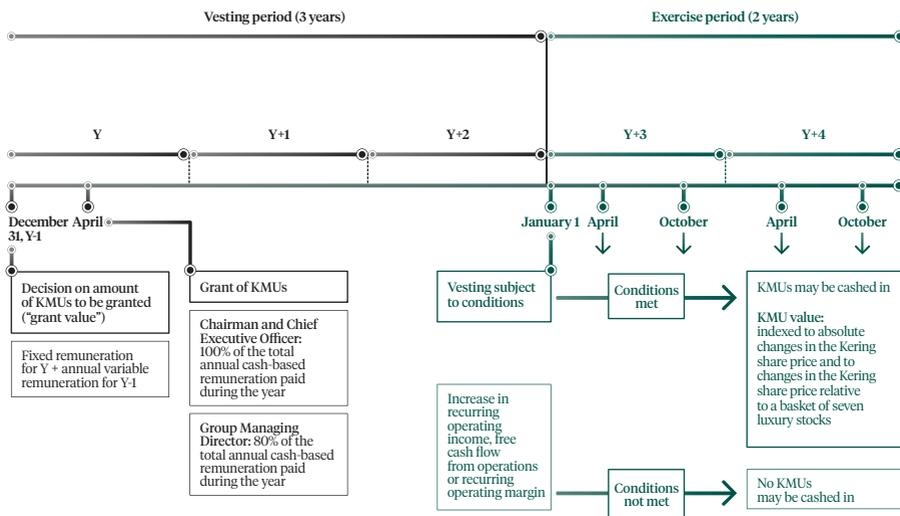 Vesting period (3 years)
Exercise period (2 years)
Y
Y+1
Y+2
Y+3
Y+4
December
31, Y-1
April
January 1
April
October
April
October
Decision on amount
of KMUs to be granted
(“grant value”)
Fixed remuneration
for Y + annual variable
remuneration for Y-1
Grant of KMUs
Chairman and Chief
Executive Officer:
100% of the total
annual cash-based
remuneration paid
during the year
Group Managing
Director: 80% of the
total annual cash-based
remuneration paid
during the year
Vesting subject
to conditions
Increase in
recurring
operating
income, free
cash flow
from operations
or recurring
operating margin
Conditions
met
Conditions
not met
KMUs may be cashed in
KMU value:
indexed to absolute
changes in the Kering
share price and to
changes in the Kering
share price relative
to a basket of seven
luxury stocks
No KMUs
may be cashed in